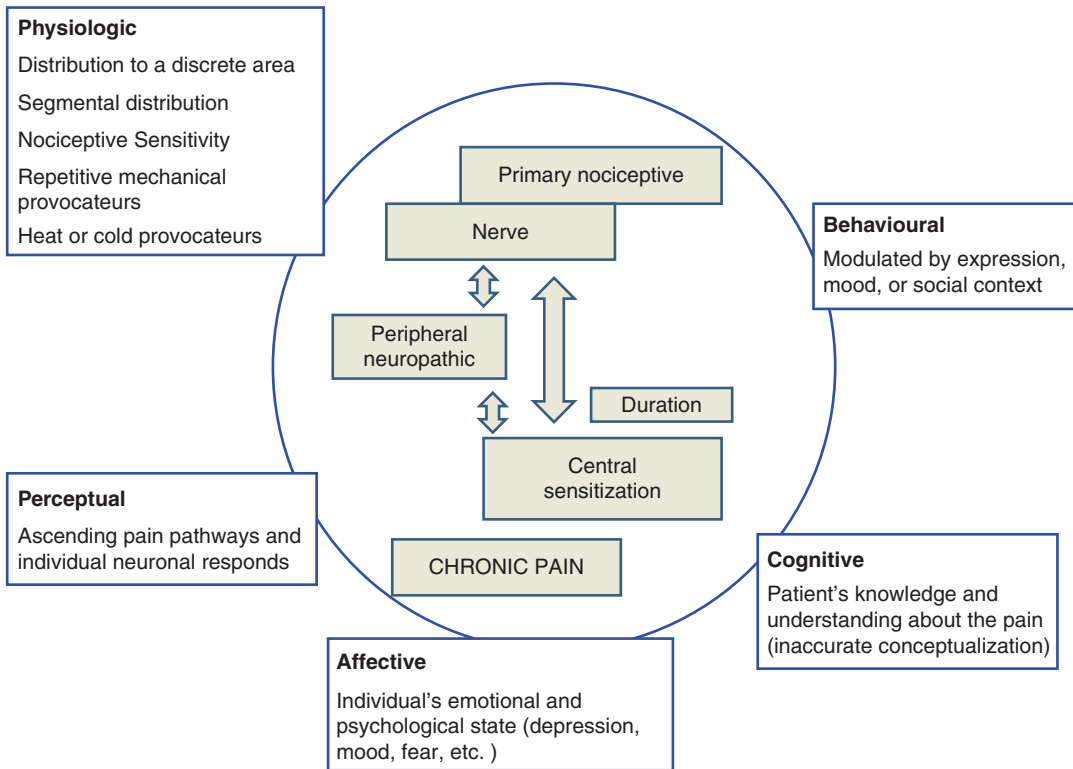 Physiologic
Distribution to a discrete area
Segmental distribution
Nociceptive Sensitivity
Repetitive mechanical
provocateurs
Heat or cold provocateurs
Primary nociceptive
Nerve
Behavioural
Modulated by expression,
mood, or social context
Peripheral
neuropathic
Duration
Central
sensitization
Perceptual
Ascending pain pathways and
individual neuronal responds
CHRONIC PAIN
Cognitive
Patient's knowledge and
understanding about the pain
(inaccurate conceptualization)
Affective
Individual's emotional and
psychological state (depression,
mood, fear, etc. )